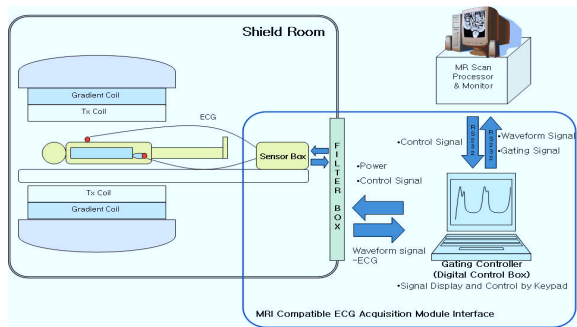 Shield Room
MR Scan
Processor
& Monitor
Gradient Coil
Tx Coil
ECG
Sensor Box
FILTER BOX
•Control Signal
RS232
RS232
•Waveform Signal
•Gating Signal
•Power
•Control Signal
Tx Coil
Gradient Coil
Waveform signal
-ECG
Gating Controller
(Digital Control Box)
•Signal Display and Control by Keypad
MRI Compatible ECG Acquisition Module Interface